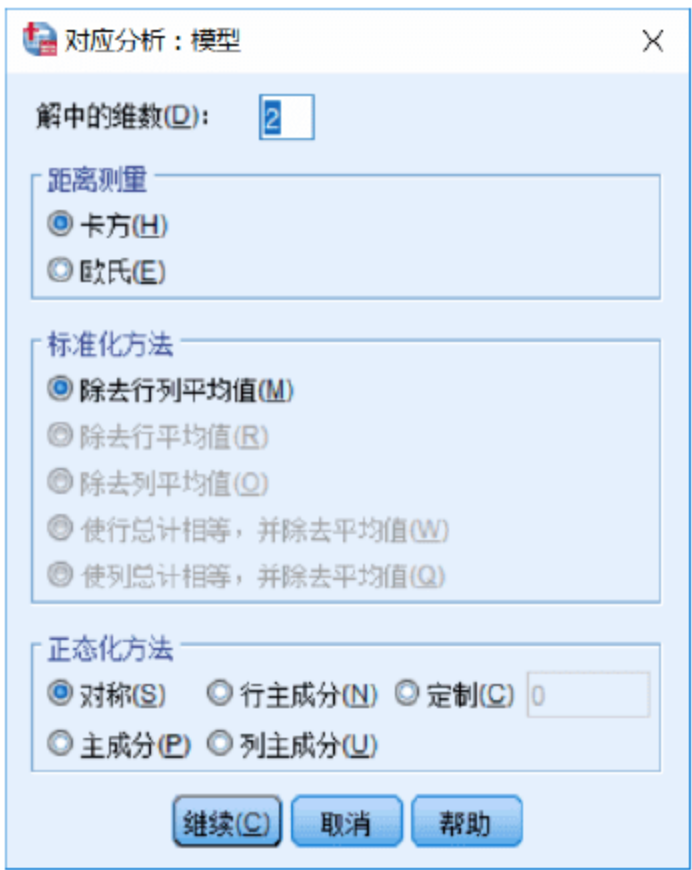 对应分析：模型
解中的维数(D)： 2
距离测量
卡方(H)
欧氏(E)
标准化方法
除去行列平均值(M)
除去行平均值(R)
除去列平均值(O)
使行总计相等，并除去平均值(W)
使列总计相等，并除去平均值(Q)
正态化方法
对称(S) 行主成分(N) 定制(C) 0
主成分(P) 列主成分(U)
继续(C) 取消 帮助